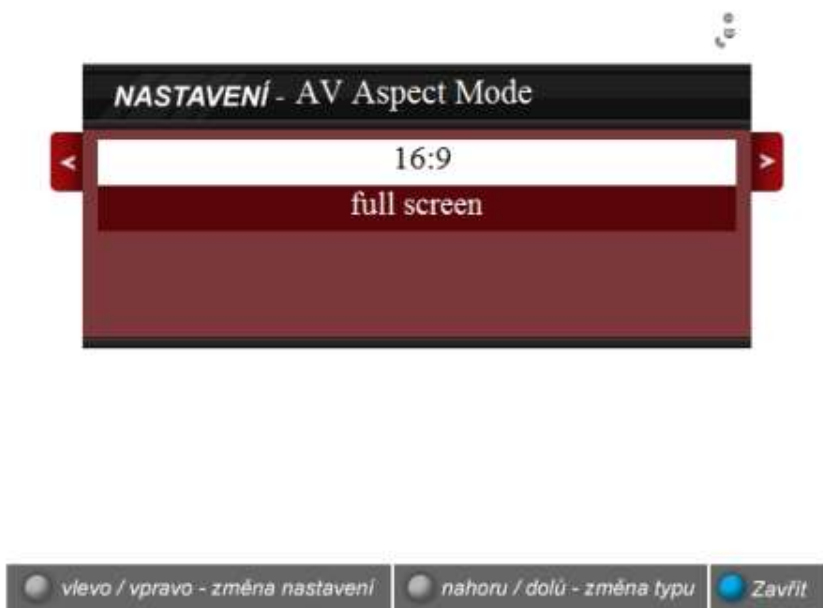 NASTAVENÍ - AV Aspect Mode
< 16:9 >
full screen
vlevo / vpravo - změna nastavení nahoru / dolů - změna typu Zavřít